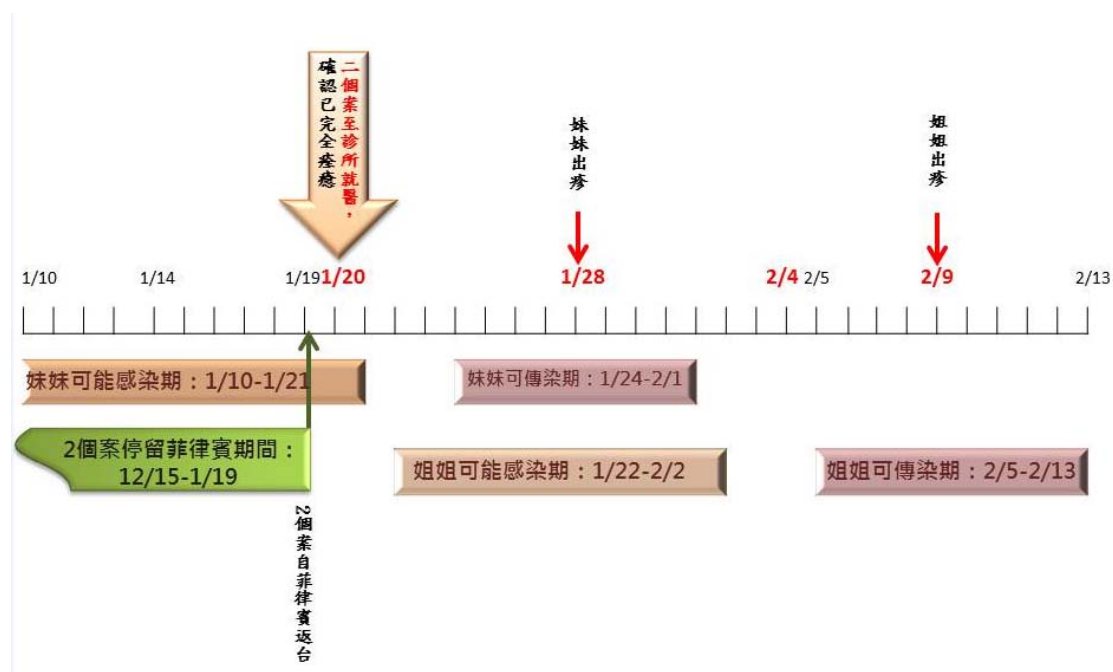 二個案至診所就醫，
確認已完全痊癒
妹妹出疹
姐姐出疹
1/10
1/14
1/19
1/20
1/28
2/4
2/5
2/9
2/13
妹妹可能感染期：1/10-1/21
妹妹可傳染期：1/24-2/1
2個案停留菲律賓期間：
12/15-1/19
姐姐可能感染期：1/22-2/2
姐姐可傳染期：2/5-2/13
2個案自菲律賓返台